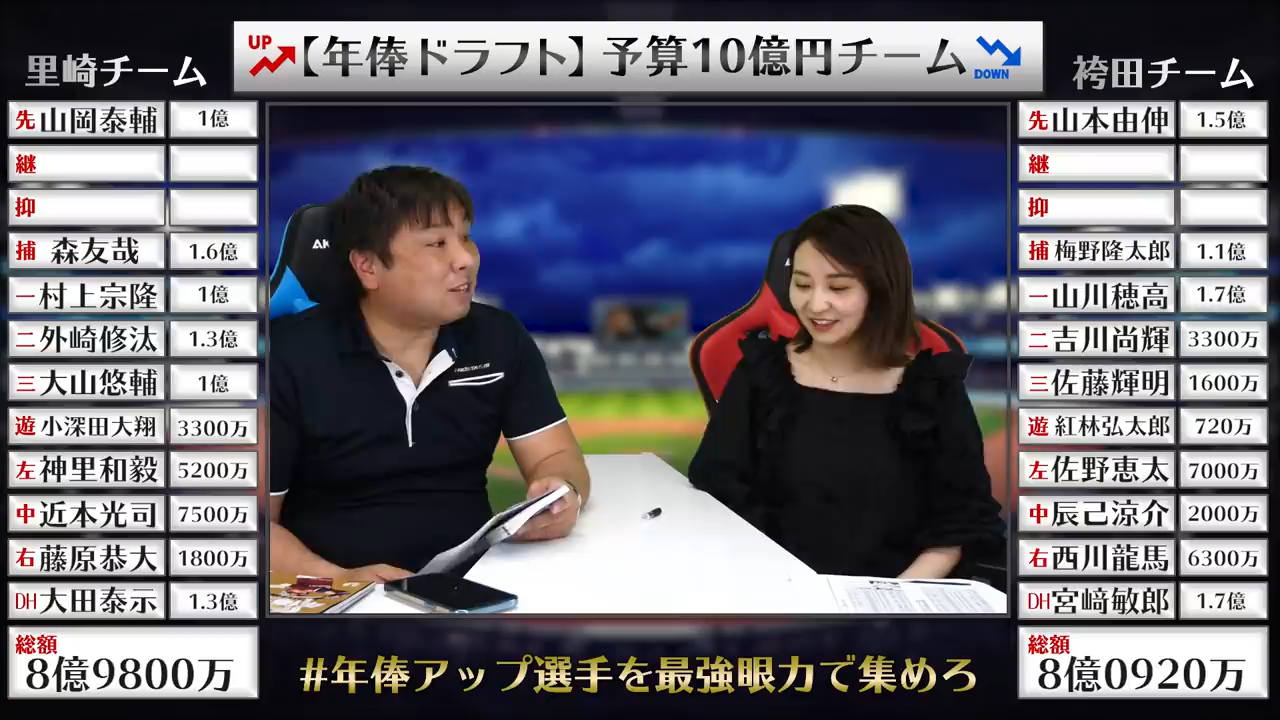 UP
【年俸ドラフト】予算10億円チーム
DOWN
里崎チーム
先 山岡泰輔 1億
継
抑
捕 森友哉 1.6億
一 村上宗隆 1億
二 外崎修汰 1.3億
三 大山悠輔 1億
遊 小深田大翔 3300万
左 神里和毅 5200万
中 近本光司 7500万
右 藤原恭大 1800万
DH 大田泰示 1.3億
総額
8億9800万
袴田チーム
先 山本由伸 1.5億
継
抑
捕 梅野隆太郎 1.1億
一 山川穂高 1.7億
二 吉川尚輝 3300万
三 佐藤輝明 1600万
遊 紅林弘太郎 720万
左 佐野恵太 7000万
中 辰己涼介 2000万
右 西川龍馬 6300万
DH 宮﨑敏郎 1.7億
総額
8億0920万
AK
#年俸アップ選手を最強眼力で集めろ